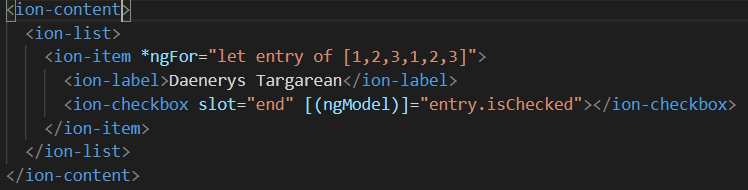 <ion-content>
<ion-list>
<ion-item *ngFor="let entry of [1,2,3,1,2,3]">
<ion-label>Daenerys Targarean</ion-label>
<ion-checkbox slot="end" [(ngModel)]="entry.isChecked"></ion-checkbox>
</ion-item>
</ion-list>
</ion-content>